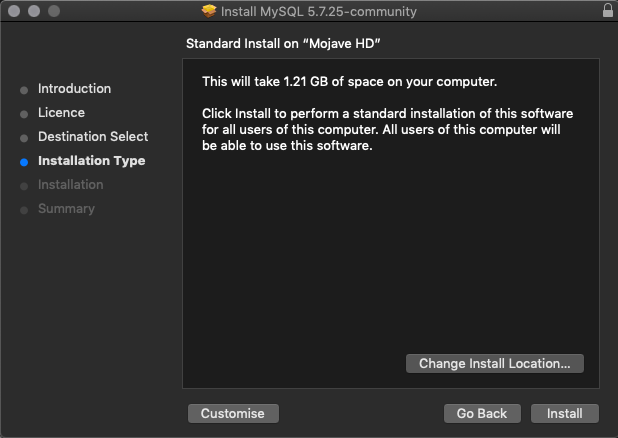 Install MySQL 5.7.25-community
Standard Install on “Mojave HD”
Introduction
Licence
Destination Select
Installation Type
Installation
Summary
This will take 1.21 GB of space on your computer.
Click Install to perform a standard installation of this software
for all users of this computer. All users of this computer will
be able to use this software.
Change Install Location...
Customise
Go Back
Install